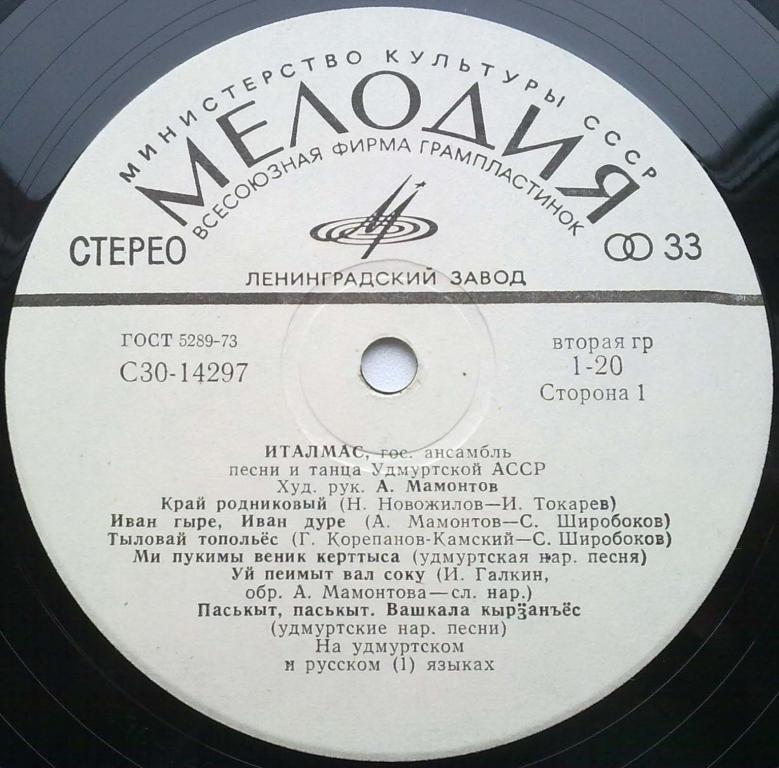 МИНИСТЕРСТВО КУЛЬТУРЫ СССР
МЕЛОДИЯ
ВСЕСОЮЗНАЯ ФИРМА ГРАМПЛАСТИНОК
СТЕРЕО
33
ЛЕНИНГРАДСКИЙ ЗАВОД
ГОСТ 5289-73
С30-14297
вторая гр
1-20
Сторона 1
ИТАЛМАС, гос. ансамбль
песни и танца Удмуртской АССР
Худ. рук. А. Мамонтов
Край родниковый (Н. Новожилов—И. Токарев)
Иван гыре, Иван дуре (А. Мамонтов—С. Широбоков)
Тыловай топольёс (Г. Корепанов-Камский—С. Широбоков)
Ми пукимы веник керттыса (удмуртская нар. песня)
Уй пеимыт вал соку (И. Галкин,
обр. А. Мамонтова—сл. нар.)
Паськыт, паськыт. Вашкала кырӟанъёс
(удмуртские нар. песни)
На удмуртском
и русском (1) языках